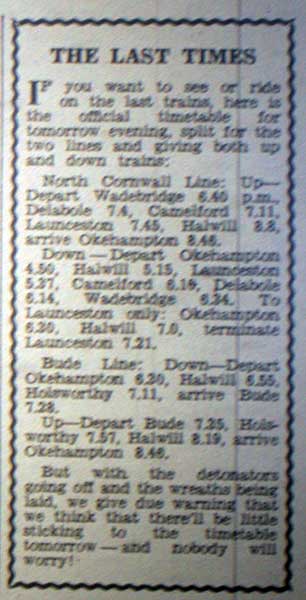 THE LAST TIMES
IF you want to see or ride
on the last trains, here is
the official timetable for
tomorrow evening, split for the
two lines and giving both up
and down trains:
North Cornwall Line: Up—
Depart Wadebridge 6.40 p.m.,
Delabole 7.4, Camelford 7.11,
Launceston 7.45, Halwill 8.8,
arrive Okehampton 8.48.
Down — Depart Okehampton
4.50, Halwill 5.15, Launceston
5.37, Camelford 6.10, Delabole
6.14, Wadebridge 6.34. To
Launceston only: Okehampton
6.20, Halwill 7.0, terminate
Launceston 7.21.
Bude Line: Down—Depart
Okehampton 6.20, Halwill 6.55,
Holsworthy 7.11, arrive Bude
7.28.
Up—Depart Bude 7.35, Hols-
worthy 7.57, Halwill 8.19, arrive
Okehampton 8.48.
But with the detonators
going off and the wreaths being
laid, we give due warning that
we think that there'll be little
sticking to the timetable
tomorrow — and nobody will
worry!